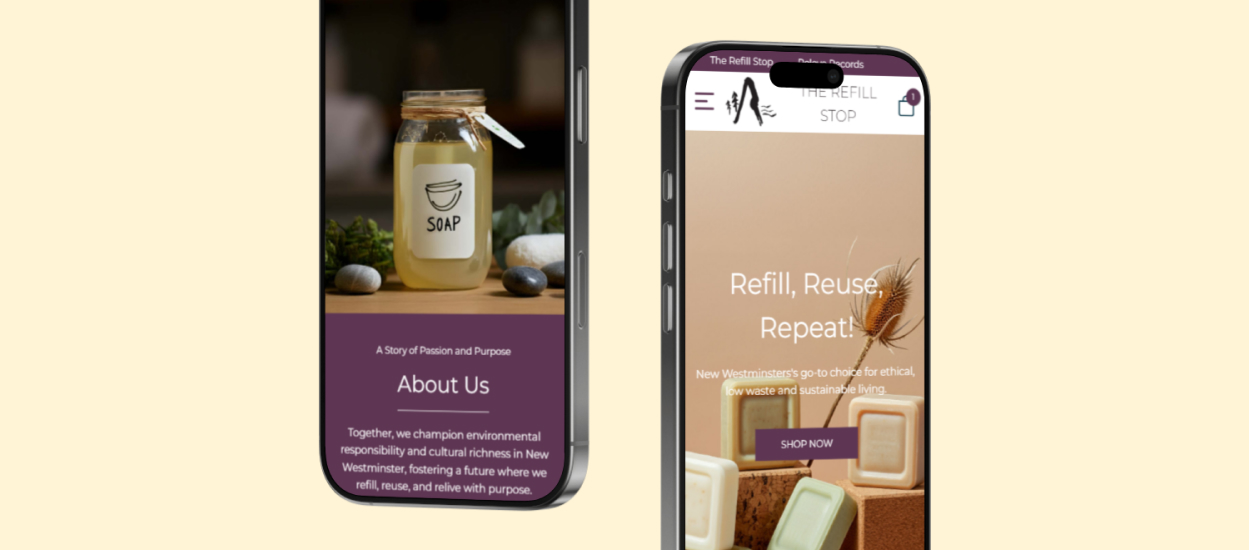 SOAP
A Story of Passion and Purpose
About Us
Together, we champion environmental
responsibility and cultural richness in New
Westminster, fostering a future where we
refill, reuse, and relive with purpose.
The Refill Stop
Records
THE REFILL
STOP
1
Refill, Reuse,
Repeat!
New Westminsters's go-to choice for ethical,
low waste and sustainable living.
SHOP NOW